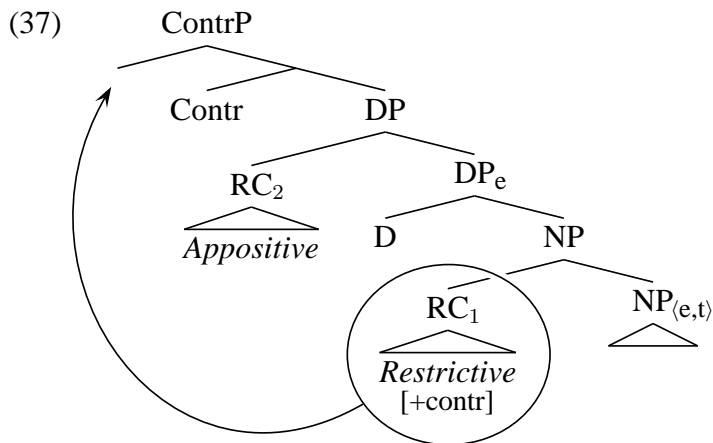 (37) ContrP
Contr DP
RC₂ DPₑ
Appositive D NP
RC₁ NP⟨e,t⟩
Restrictive
[+contr]